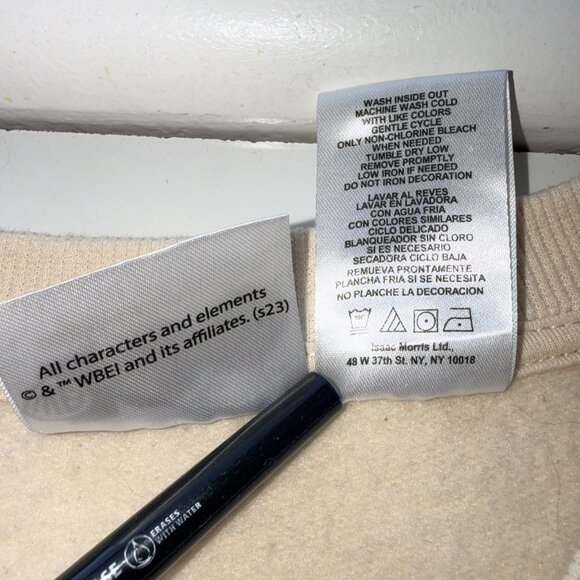 All characters and elements
© & ™ WBEI and its affiliates. (s23)
WASH INSIDE OUT
MACHINE WASH COLD
WITH LIKE COLORS
GENTLE CYCLE
ONLY NON-CHLORINE BLEACH
WHEN NEEDED
TUMBLE DRY LOW
REMOVE PROMPTLY
LOW IRON IF NEEDED
DO NOT IRON DECORATION
LAVAR AL REVES
LAVAR EN LAVADORA
CON AGUA FRIA
CON COLORES SIMILARES
CICLO DELICADO
BLANQUEADOR SIN CLORO
SI ES NECESARIO
SECADORA CICLO BAJA
REMUEVA PRONTAMENTE
PLANCHA FRIA SI SE NECESITA
NO PLANCHE LA DECORACION
Isaac Morris Ltd.,
48 W 37th St. NY, NY 10018
ERASES
WITH WATER